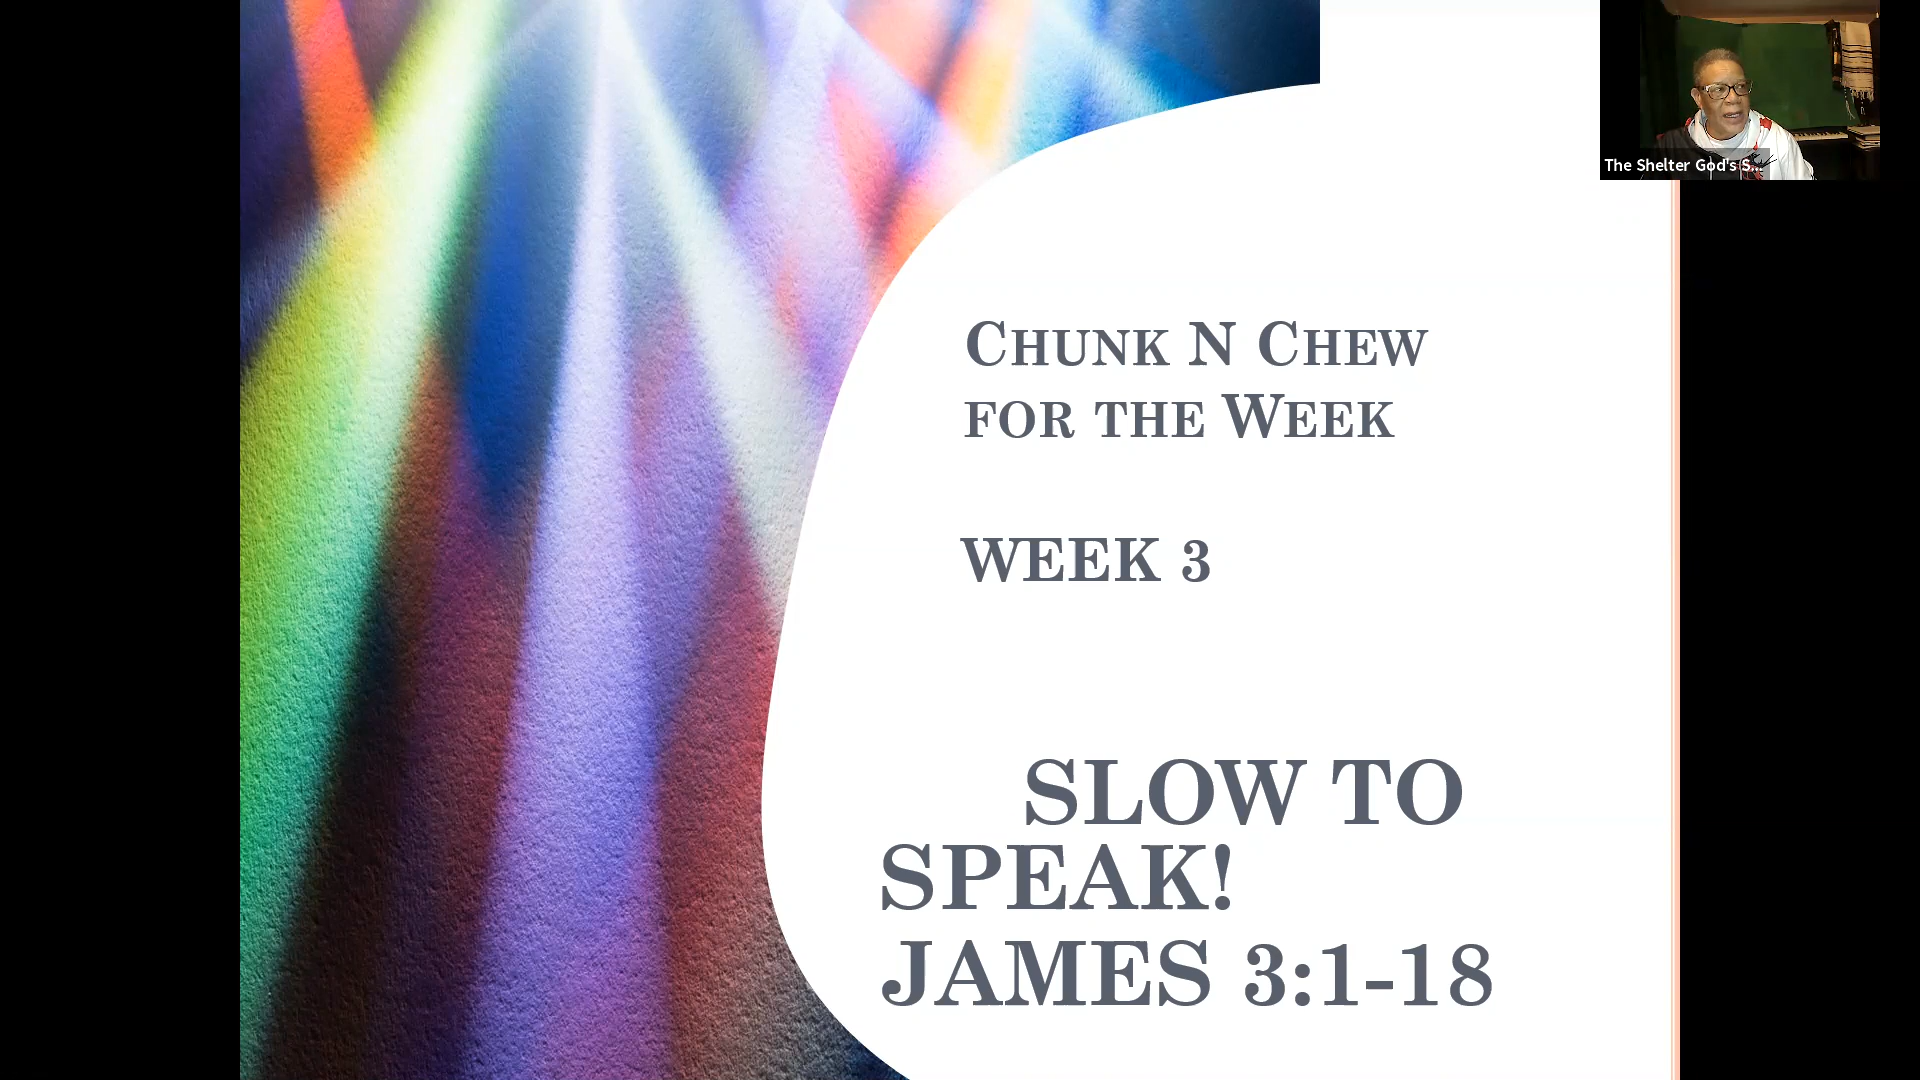 The Shelter God's S...
CHUNK N CHEW
FOR THE WEEK
WEEK 3
SLOW TO
SPEAK!
JAMES 3:1-18